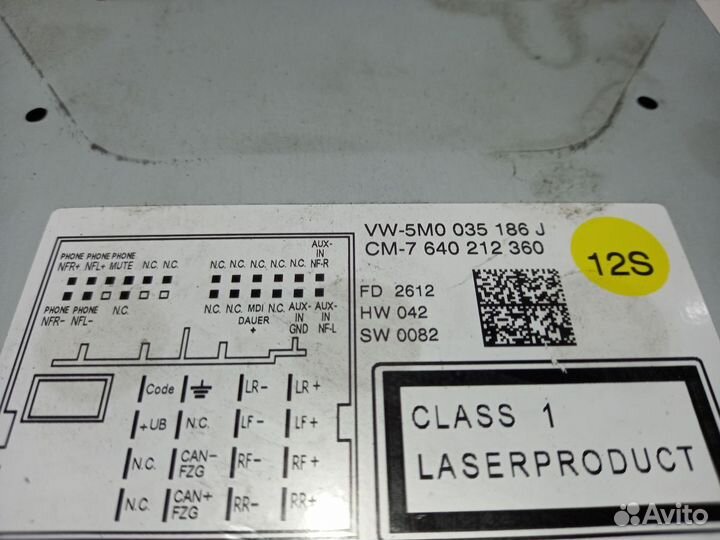 VW-5M0 035 186 J
CM-7 640 212 360
12S
FD 2612
HW 042
SW 0082
CLASS 1
LASERPRODUCT
AUX-
PHONE PHONE PHONE IN
NFR+ NFL+ MUTE N.C. N.C. N.C. N.C. N.C. N.C. NF-R
PHONE PHONE N.C. N.C. N.C. MDI N.C. AUX- AUX-
NFR- NFL- DAUER IN IN
+ GND NF-L
Code LR- LR+
+UB N.C. LF- LF+
N.C. CAN- RF- RF+
FZG
N.C. CAN+ RR- RR+
FZG
Avito